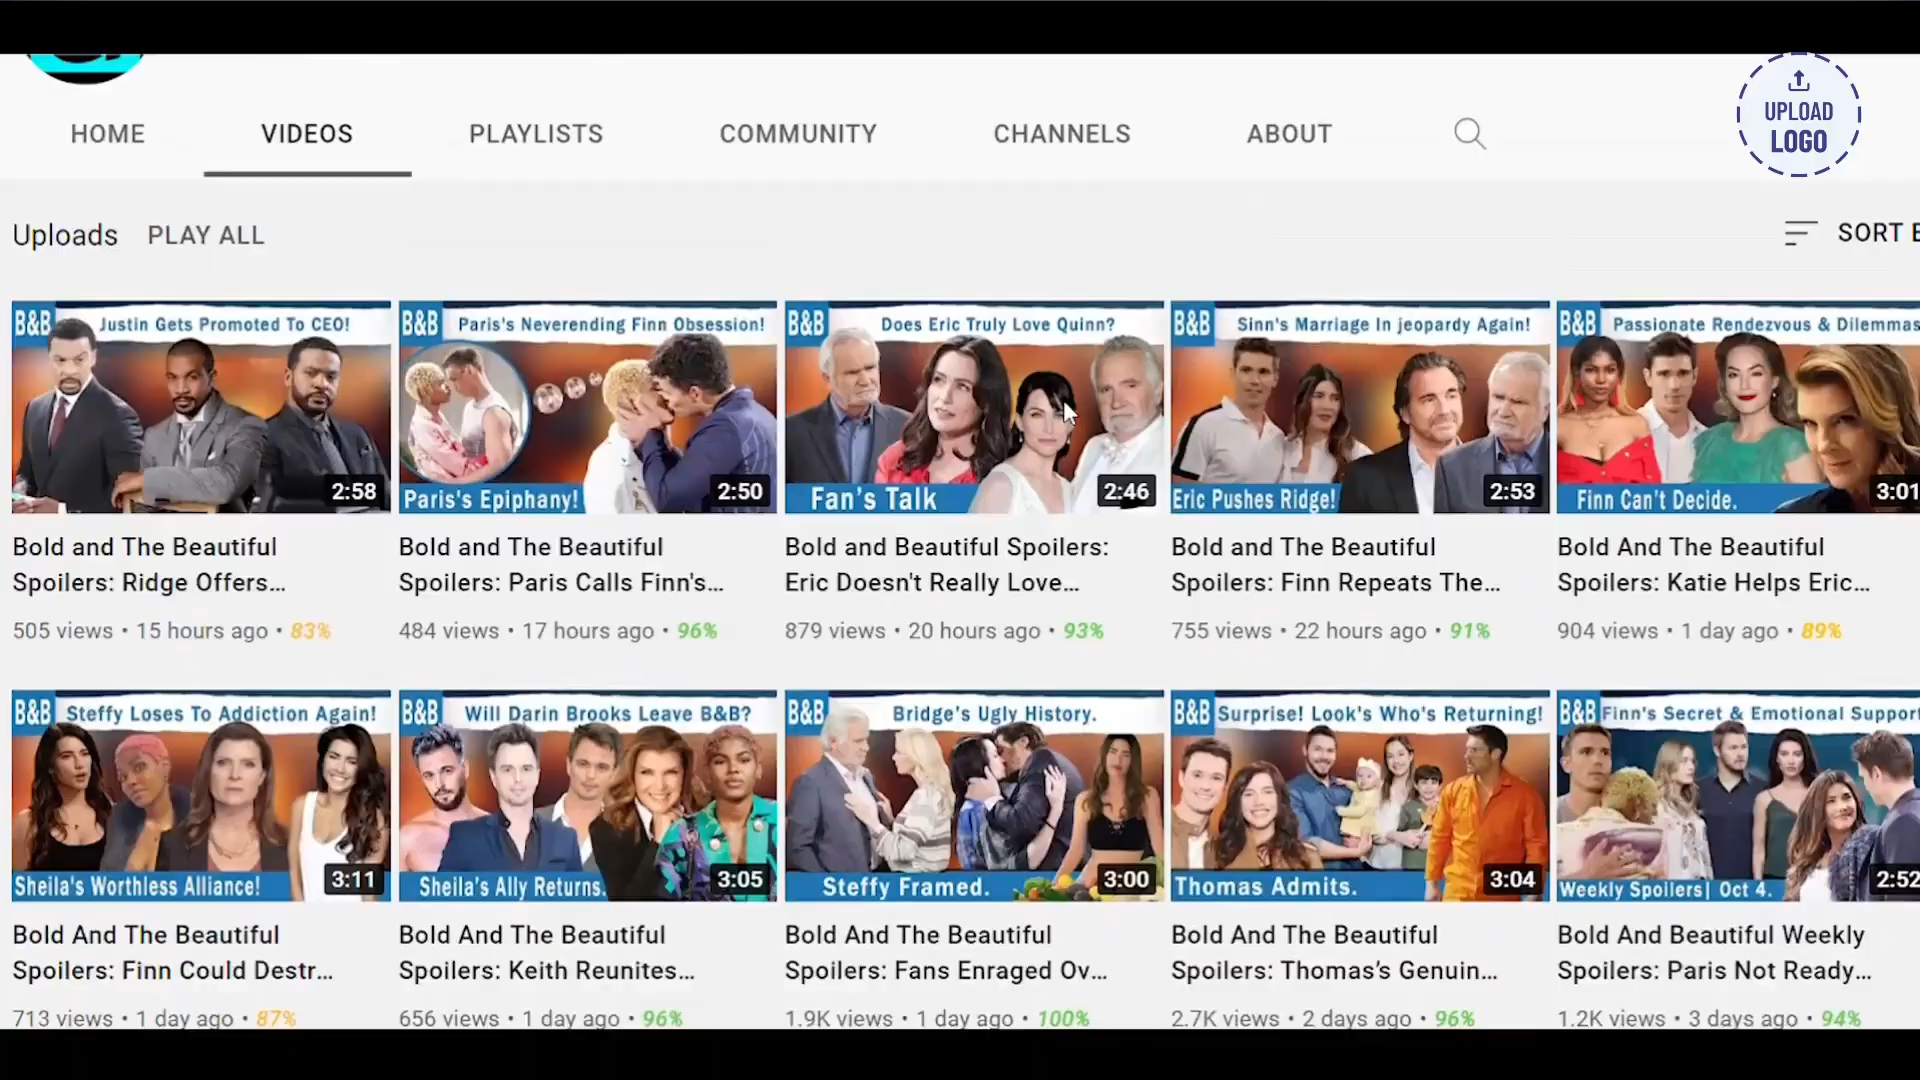 HOME VIDEOS PLAYLISTS COMMUNITY CHANNELS ABOUT
UPLOAD
LOGO
Uploads PLAY ALL
SORT
B&B Justin Gets Promoted To CEO!
2:58
B&B Paris's Neverending Finn Obsession!
Paris's Epiphany!
2:50
B&B Does Eric Truly Love Quinn?
Fan's Talk
2:46
B&B Sinn's Marriage In jeopardy Again!
Eric Pushes Ridge!
2:53
B&B Passionate Rendezvous & Dilemmas
Finn Can't Decide.
3:01
Bold and The Beautiful
Spoilers: Ridge Offers...
505 views • 15 hours ago • 83%
Bold and The Beautiful
Spoilers: Paris Calls Finn's...
484 views • 17 hours ago • 96%
Bold and Beautiful Spoilers:
Eric Doesn't Really Love...
879 views • 20 hours ago • 93%
Bold and The Beautiful
Spoilers: Finn Repeats The...
755 views • 22 hours ago • 91%
Bold And The Beautiful
Spoilers: Katie Helps Eric...
904 views • 1 day ago • 89%
B&B Steffy Loses To Addiction Again!
Sheila's Worthless Alliance!
3:11
B&B Will Darin Brooks Leave B&B?
Sheila's Ally Returns.
3:05
B&B Bridge's Ugly History.
Steffy Framed.
3:00
B&B Surprise! Look's Who's Returning!
Thomas Admits.
3:04
B&B Finn's Secret & Emotional Support
Weekly Spoilers| Oct 4.
2:52
Bold And The Beautiful
Spoilers: Finn Could Destr...
713 views • 1 day ago • 87%
Bold And The Beautiful
Spoilers: Keith Reunites...
656 views • 1 day ago • 96%
Bold And The Beautiful
Spoilers: Fans Enraged Ov...
1.9K views • 1 day ago • 100%
Bold And The Beautiful
Spoilers: Thomas’s Genuin...
2.7K views • 2 days ago • 96%
Bold And Beautiful Weekly
Spoilers: Paris Not Ready...
1.2K views • 3 days ago • 94%